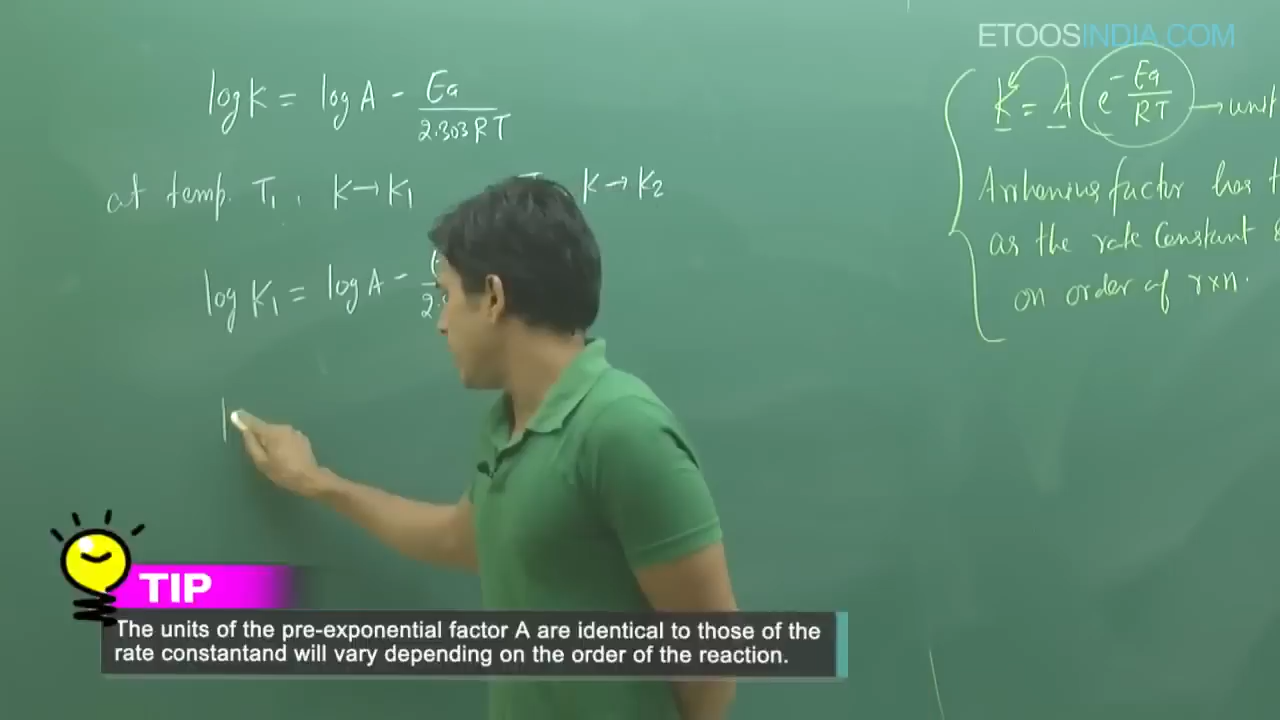 ETOOSINDIA.COM
log K = log A - Ea / 2.303 RT
at temp. T₁, K → K₁ K → K₂
log K₁ = log A -
K = A e^(-Ea/RT) → unit
Arrhenius factor has
as the rate constant
on order of rxn.
TIP
The units of the pre-exponential factor A are identical to those of the
rate constantand will vary depending on the order of the reaction.